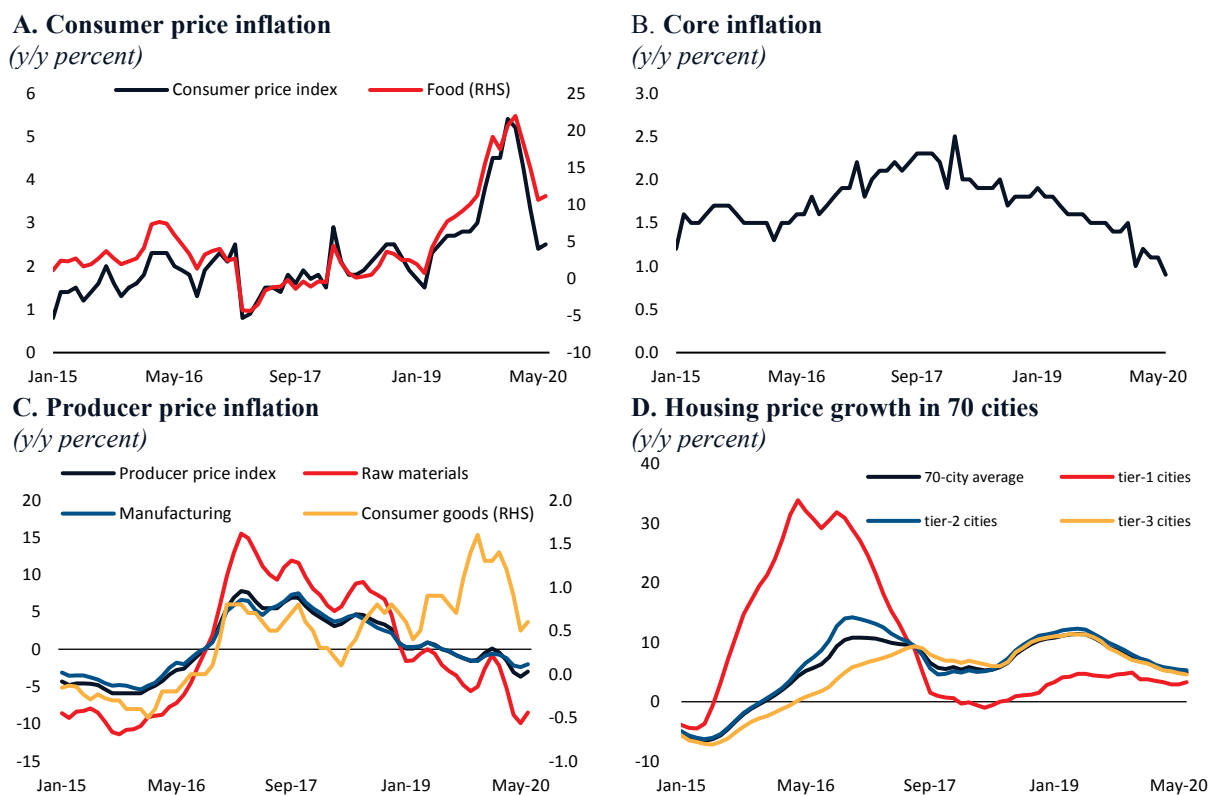 A. Consumer price inflation
(y/y percent)
Consumer price index
Food (RHS)
6
5
4
3
2
1
0
25
20
15
10
5
0
-5
-10
Jan-15 May-16 Sep-17 Jan-19 May-20
B. Core inflation
(y/y percent)
3.0
2.5
2.0
1.5
1.0
0.5
0.0
Jan-15 May-16 Sep-17 Jan-19 May-20
C. Producer price inflation
(y/y percent)
Producer price index
Raw materials
Manufacturing
Consumer goods (RHS)
20
15
10
5
0
-5
-10
-15
2.0
1.5
1.0
0.5
0.0
-0.5
-1.0
Jan-15 May-16 Sep-17 Jan-19 May-20
D. Housing price growth in 70 cities
(y/y percent)
70-city average
tier-1 cities
tier-2 cities
tier-3 cities
40
30
20
10
0
-10
Jan-15 May-16 Sep-17 Jan-19 May-20